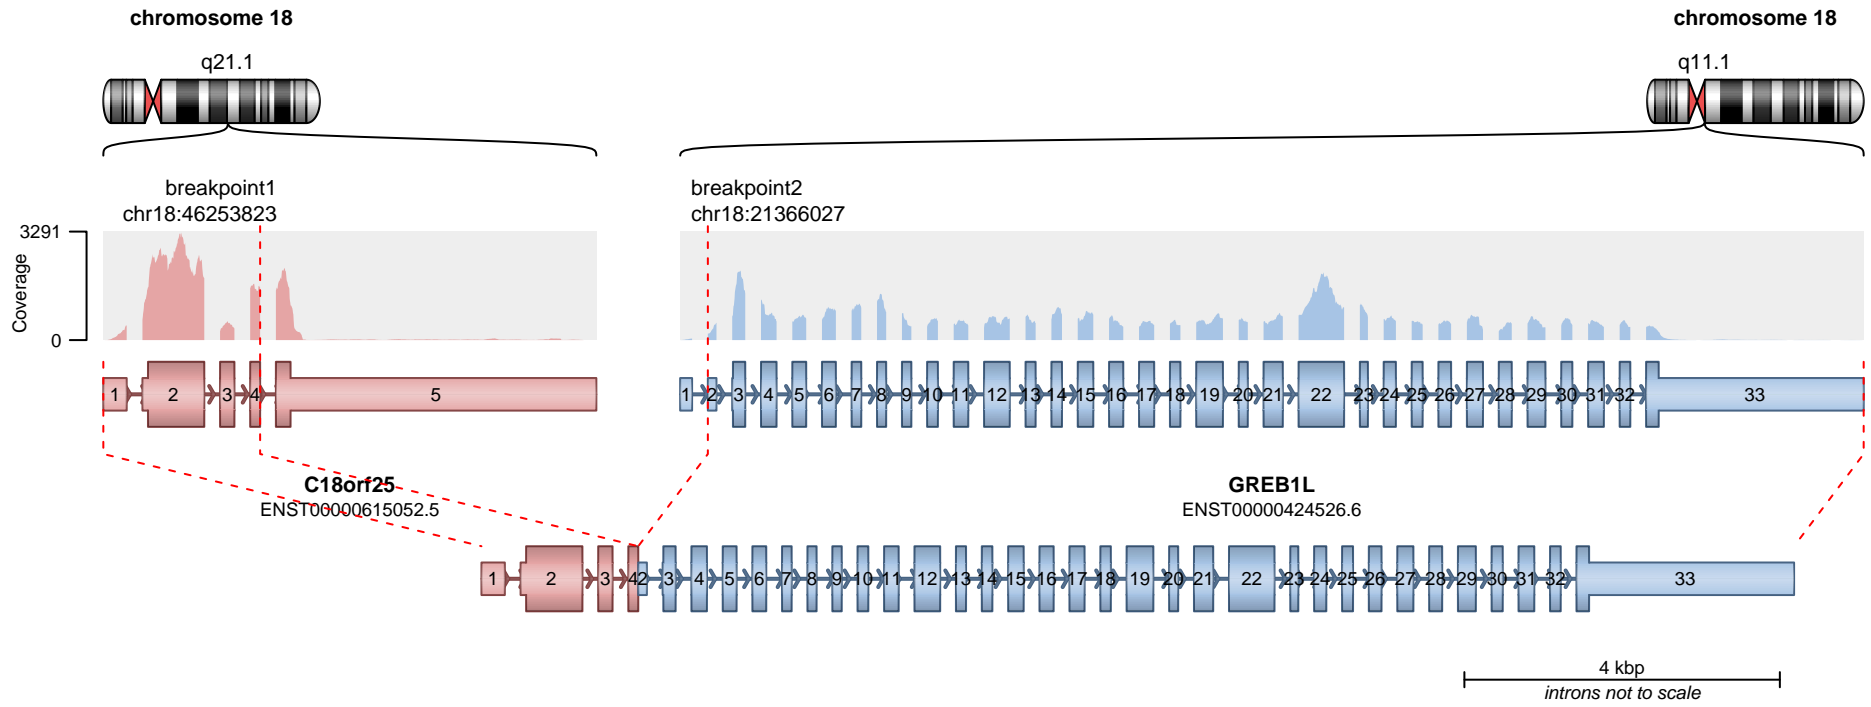 chromosome 18
chromosome 18
q21.1
q11.1
breakpoint1
chr18:46253823
breakpoint2
chr18:21366027
3291
Coverage
0
1 2 3 4 5
1 2 3 4 5 6 7 8 9 10 11 12 13 14 15 16 17 18 19 20 21 22 23 24 25 26 27 28 29 30 31 32 33
C18orf25
ENST00000615052.5
GREB1L
ENST00000424526.6
1 2 3 4 2 3 4 5 6 7 8 9 10 11 12 13 14 15 16 17 18 19 20 21 22 23 24 25 26 27 28 29 30 31 32 33
4 kbp
introns not to scale